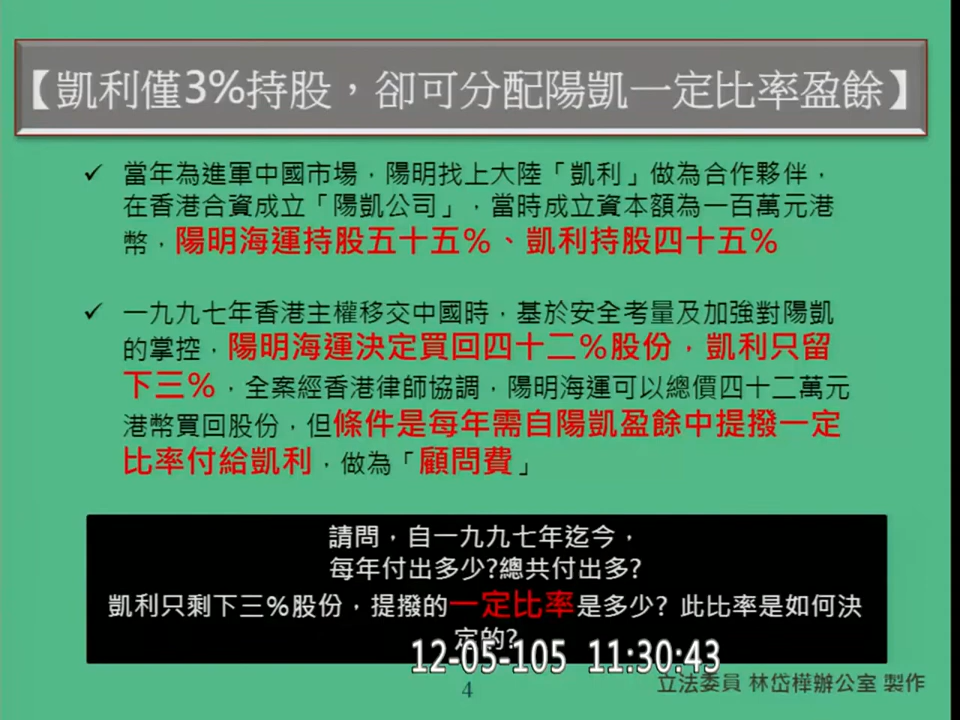 【凱利僅3%持股，卻可分配陽凱一定比率盈餘】
✓ 當年為進軍中國市場，陽明找上大陸「凱利」做為合作夥伴，
在香港合資成立「陽凱公司」，當時成立資本額為一百萬元港
幣，陽明海運持股五十五%、凱利持股四十五%
✓ 一九九七年香港主權移交中國時，基於安全考量及加強對陽凱
的掌控，陽明海運決定買回四十二%股份，凱利只留
下三%，全案經香港律師協調，陽明海運可以總價四十二萬元
港幣買回股份，但條件是每年需自陽凱盈餘中提撥一定
比率付給凱利，做為「顧問費」
請問，自一九九七年迄今，
每年付出多少?總共付出多?
凱利只剩下三%股份，提撥的一定比率是多少? 此比率是如何決
定的?
12-05-105 11:30:43
立法委員 林岱樺辦公室 製作
4